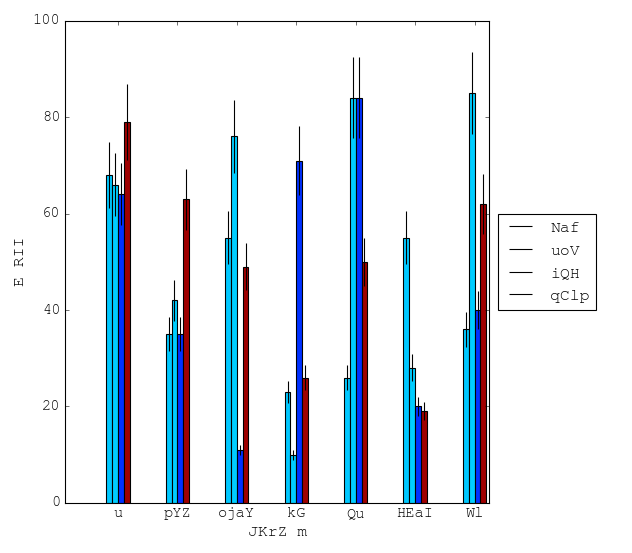 100
80
60
40
20
0
E RII
u pYZ ojaY kG Qu HEaI Wl
JKrZ m
Naf
uoV
iQH
qClp